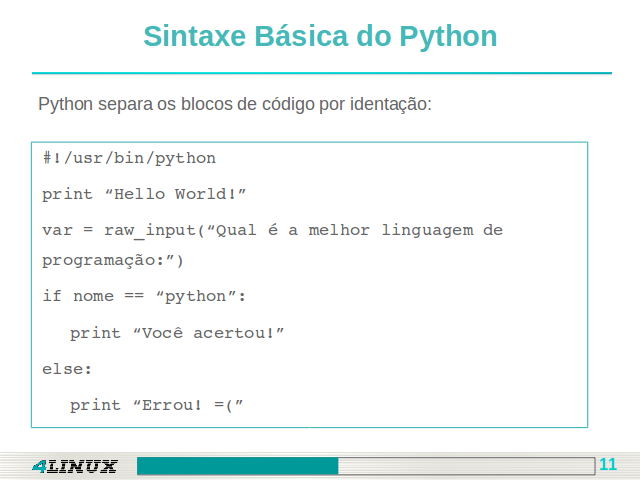 Sintaxe Básica do Python
Python separa os blocos de código por identação:
#!/usr/bin/python
print “Hello World!”
var = raw_input(“Qual é a melhor linguagem de
programação:”)
if nome == “python”:
print “Você acertou!”
else:
print “Errou! =(”
4LINUX
11